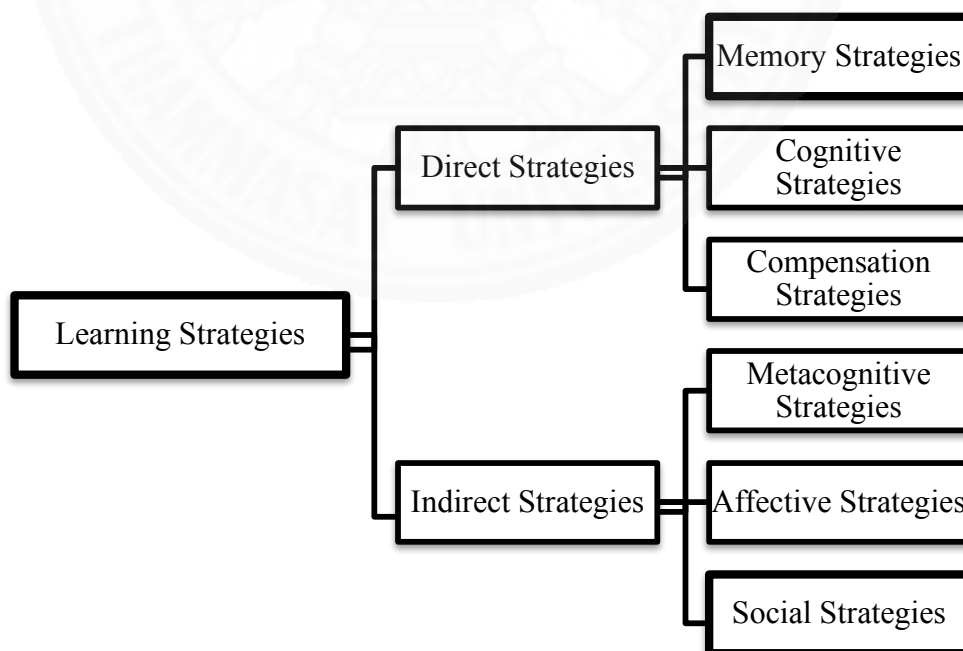 Memory Strategies
Direct Strategies
Cognitive
Strategies
Compensation
Strategies
Learning Strategies
Metacognitive
Strategies
Indirect Strategies
Affective Strategies
Social Strategies